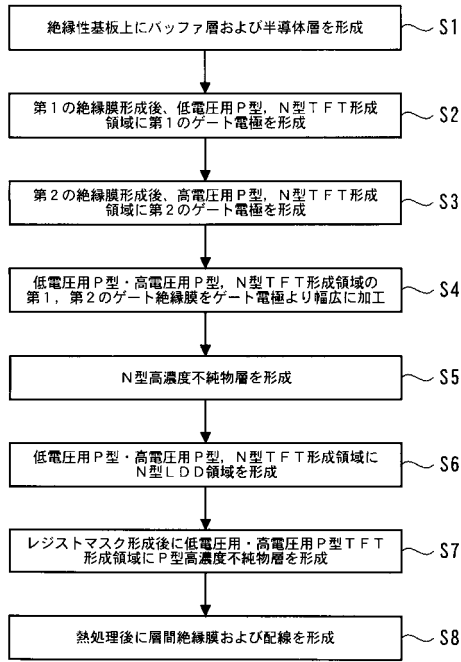 絶縁性基板上にバッファ層および半導体層を形成
S1
第1の絶縁膜形成後、低電圧用P型，N型TFT形成
領域に第1のゲート電極を形成
S2
第2の絶縁膜形成後、高電圧用P型，N型TFT形成
領域に第2のゲート電極を形成
S3
低電圧用P型・高電圧用P型，N型TFT形成領域の
第1，第2のゲート絶縁膜をゲート電極より幅広に加工
S4
N型高濃度不純物層を形成
S5
低電圧用P型・高電圧用P型，N型TFT形成領域に
N型LDD領域を形成
S6
レジストマスク形成後に低電圧用・高電圧用P型TFT
形成領域にP型高濃度不純物層を形成
S7
熱処理後に層間絶縁膜および配線を形成
S8